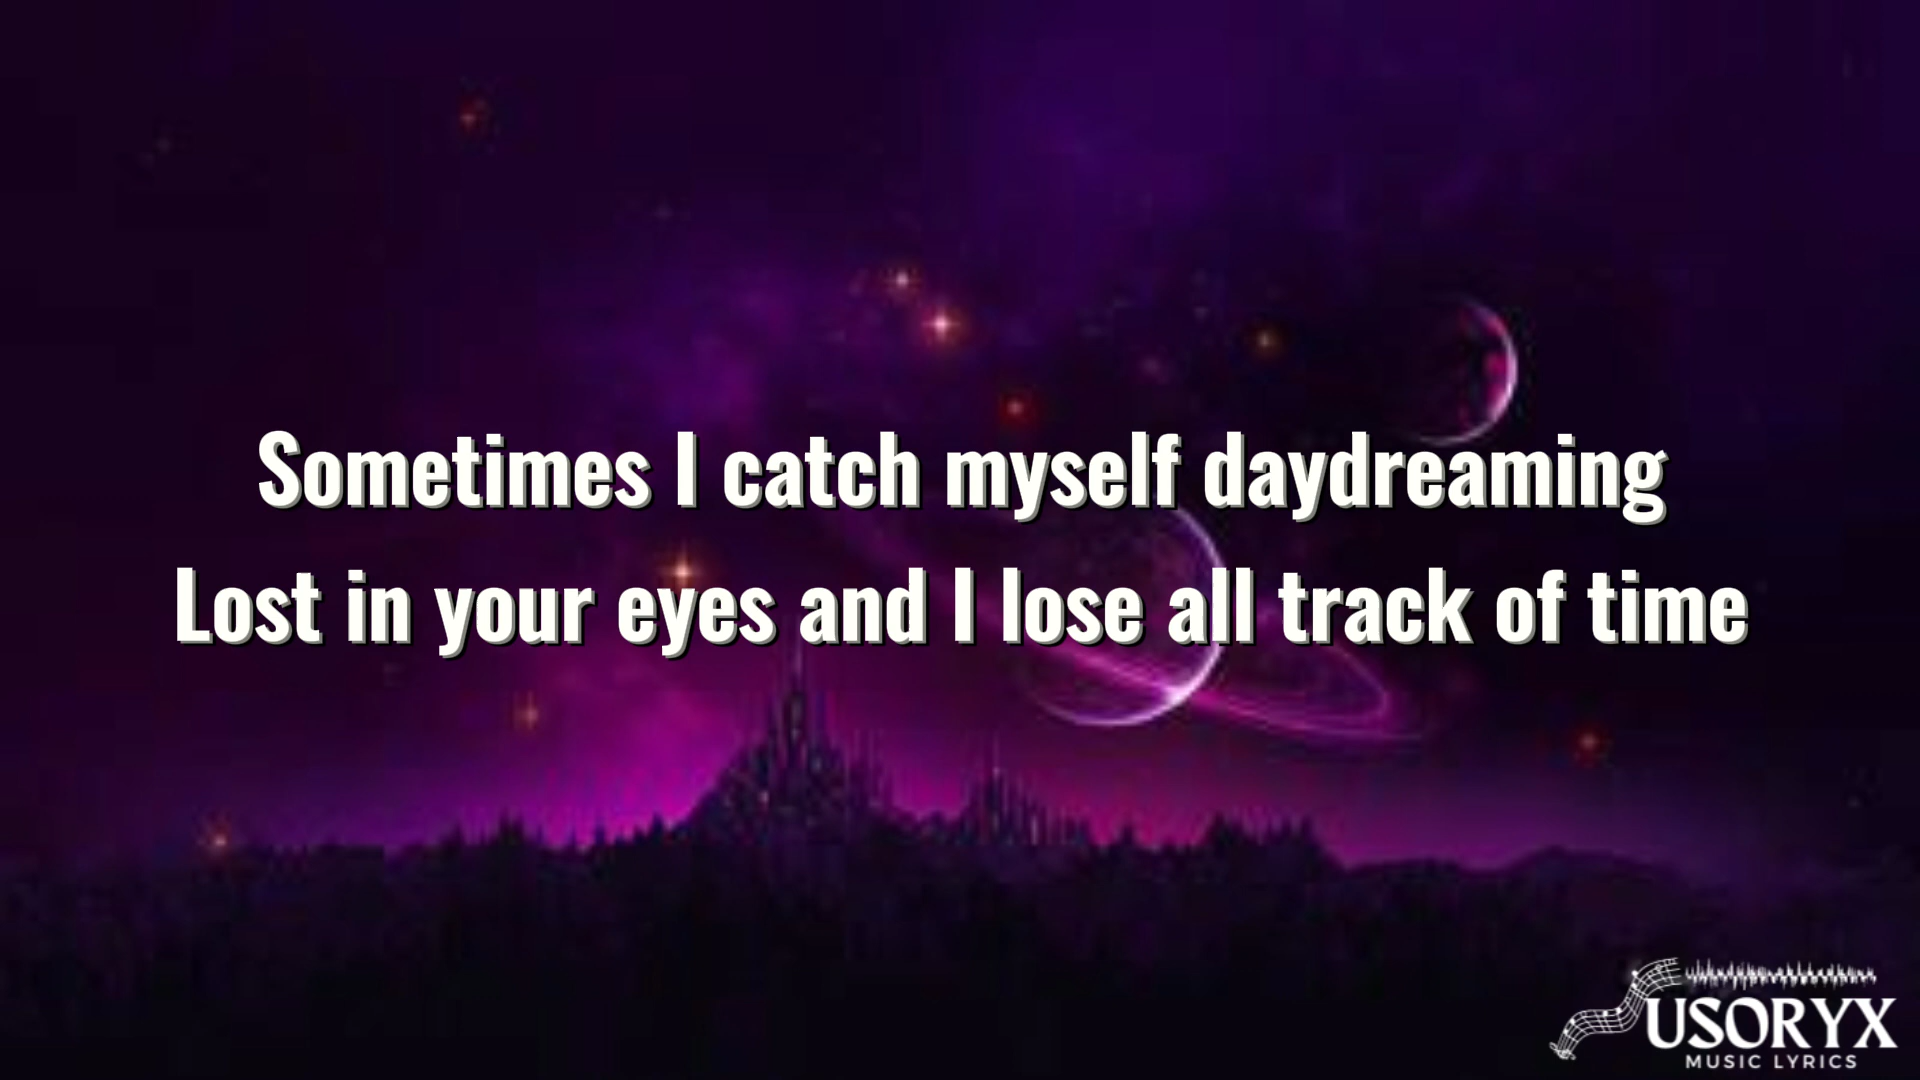 Sometimes I catch myself daydreaming
Lost in your eyes and I lose all track of time
USORYX
MUSIC LYRICS